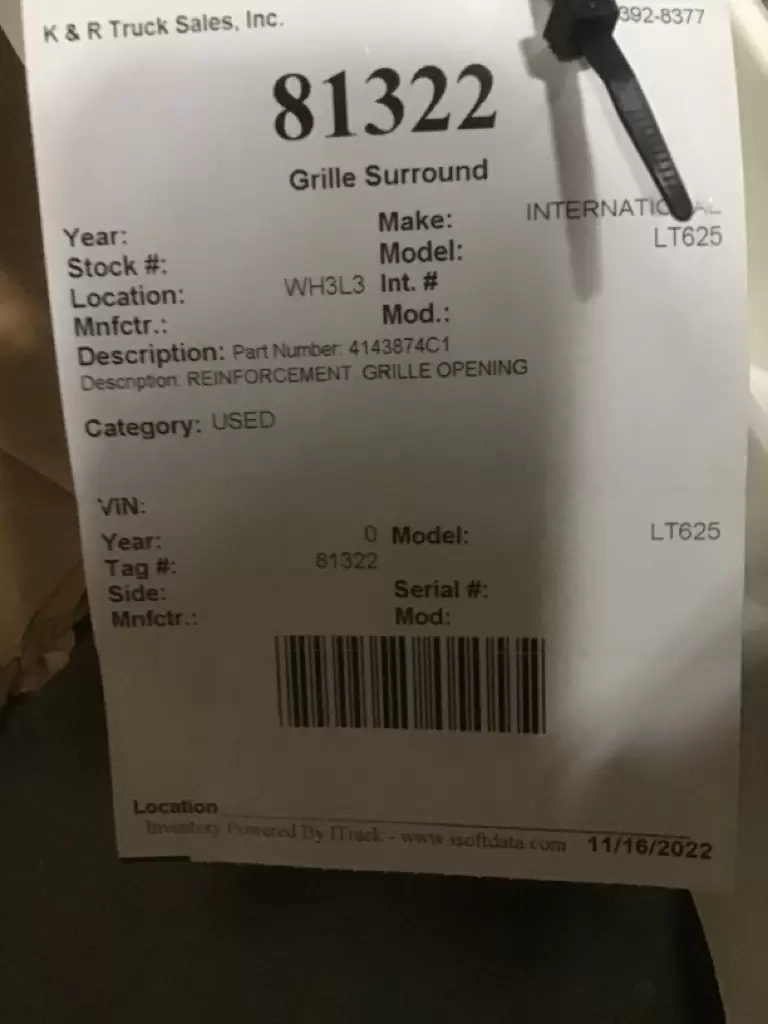 K & R Truck Sales, Inc. 392-8377
81322
Grille Surround
Year: Make: INTERNATIONAL
Stock #: Model: LT625
Location: WH3L3 Int. #
Mnfctr.: Mod.:
Description: Part Number: 4143874C1
Description: REINFORCEMENT GRILLE OPENING
Category: USED
VIN:
Year: 0 Model: LT625
Tag #: 81322
Side: Serial #:
Mnfctr.: Mod:
Location
Inventory Powered By ITrack - www.isoftdata.com 11/16/2022